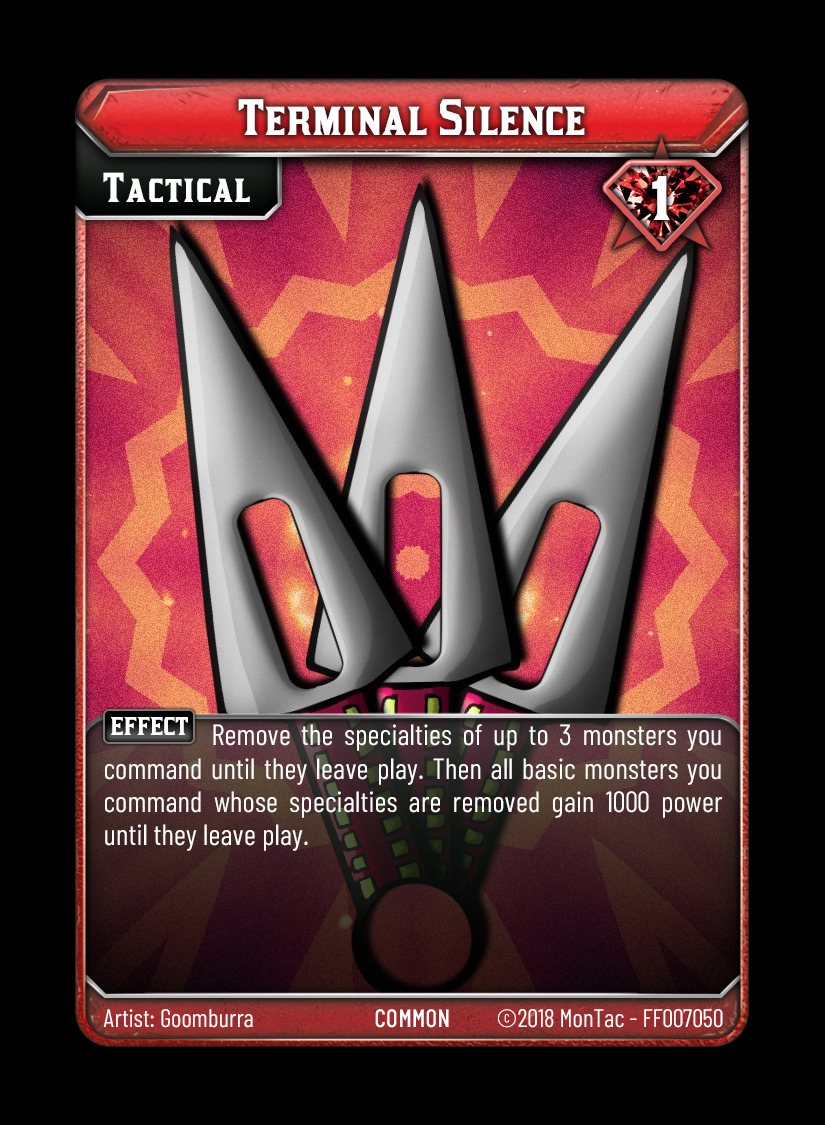 Terminal Silence
Tactical
1
EFFECT Remove the specialties of up to 3 monsters you
command until they leave play. Then all basic monsters you
command whose specialties are removed gain 1000 power
until they leave play.
Artist: Goomburra COMMON ©2018 MonTac - FF007050